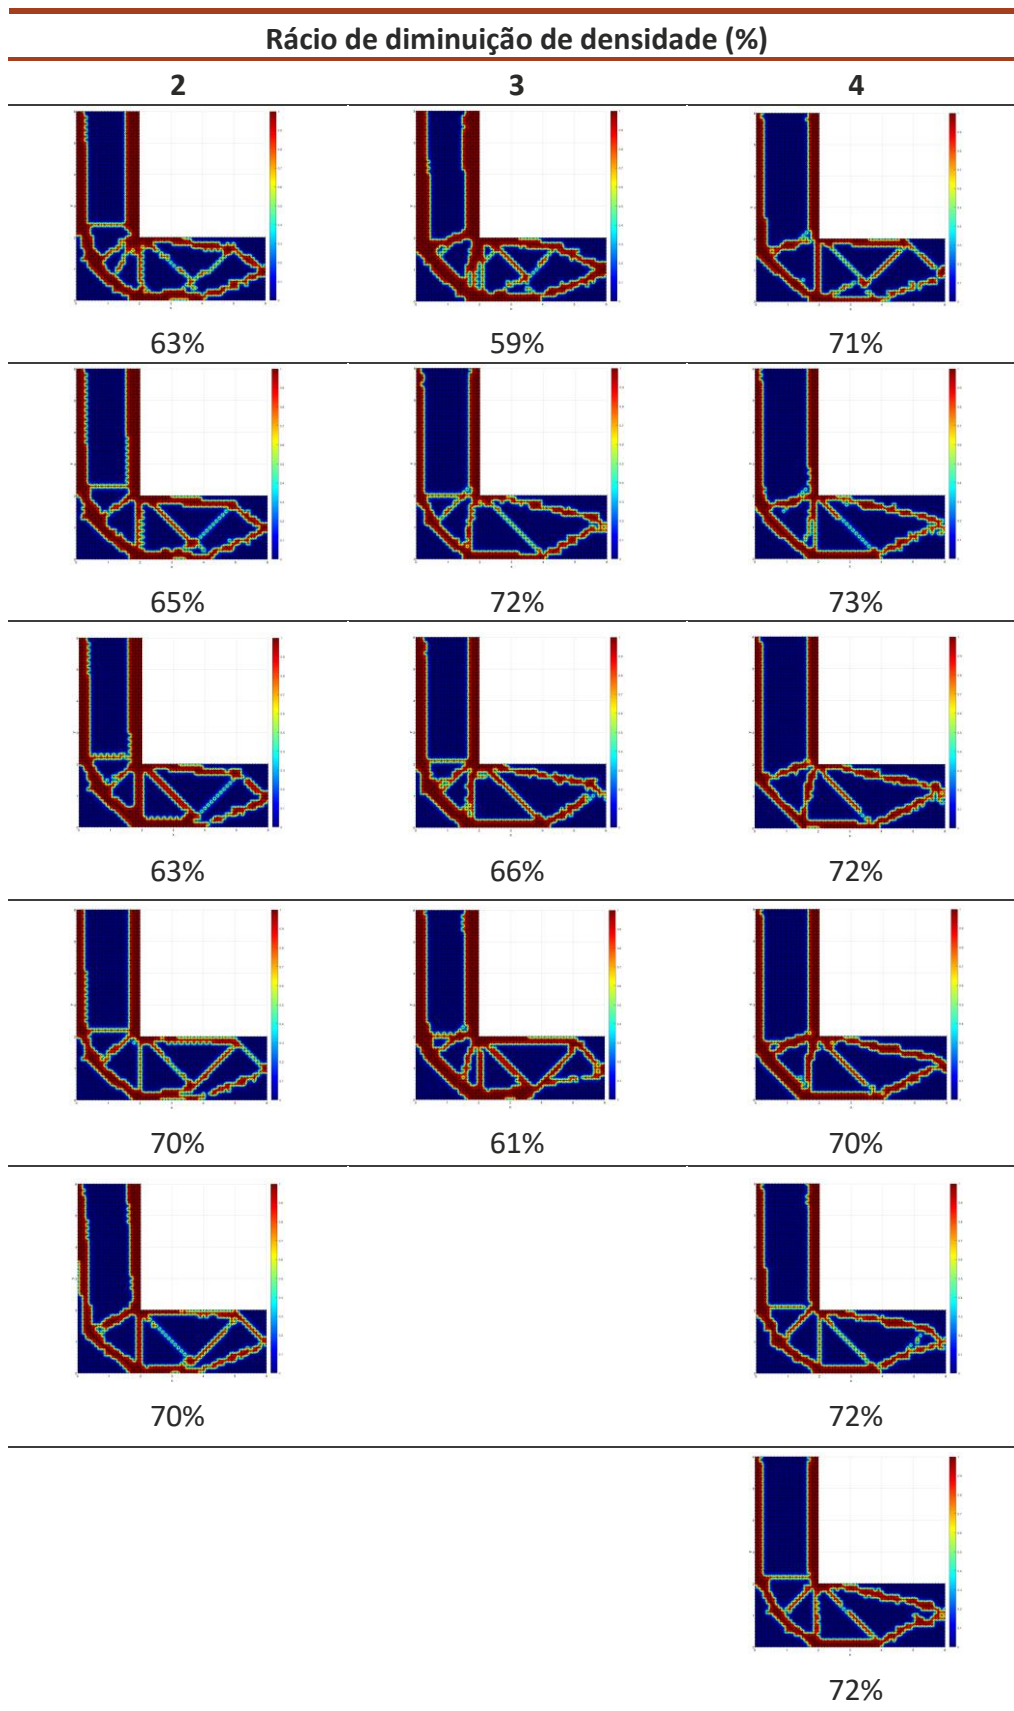 Rácio de diminuição de densidade (%)
2 3 4
63% 59% 71%
65% 72% 73%
63% 66% 72%
70% 61% 70%
70% 72%
72%